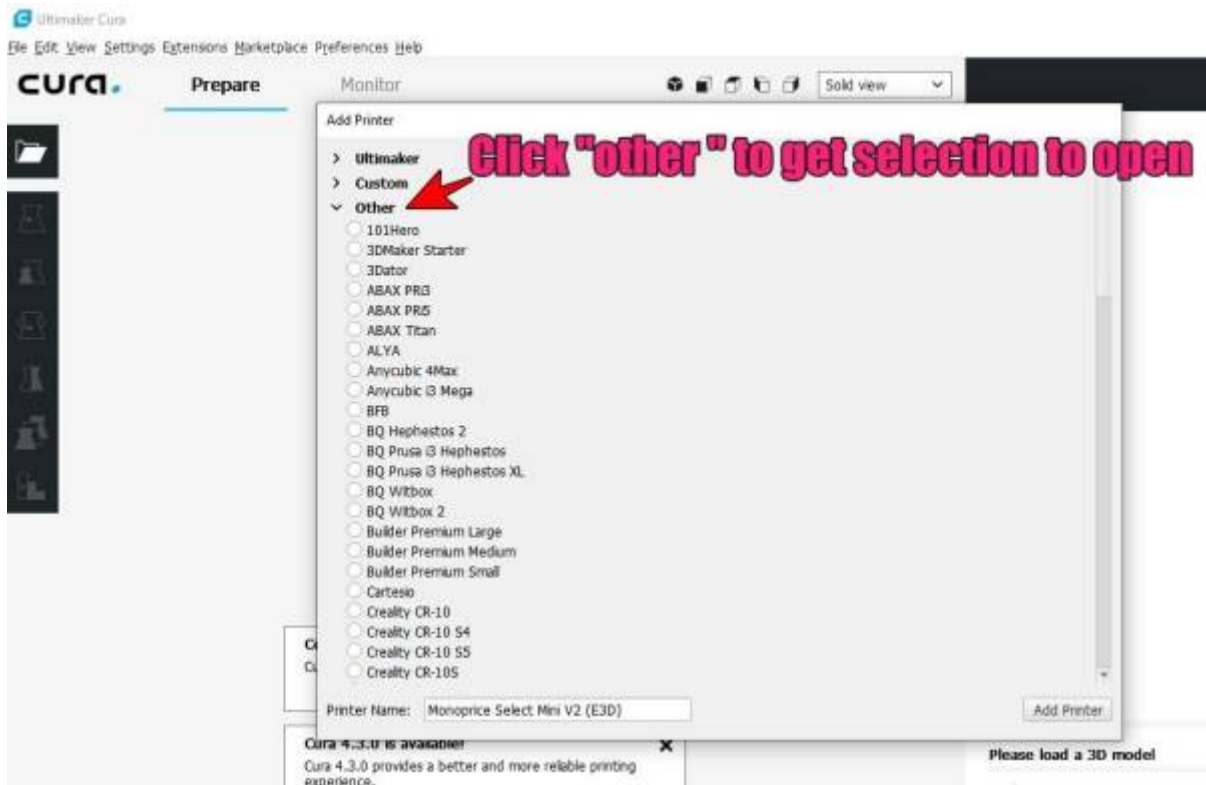 Ultimaker Cura
File Edit View Settings Extensions Marketplace Preferences Help
cura. Prepare Monitor Solid view
Add Printer
Click "other " to get selection to open
Ultimaker
Custom
Other
101Hero
3DMaker Starter
3Dator
ABAX PRi3
ABAX PRi5
ABAX Titan
ALYA
Anycubic 4Max
Anycubic i3 Mega
BFB
BQ Hephestos 2
BQ Prusa i3 Hephestos
BQ Prusa i3 Hephestos XL
BQ Witbox
BQ Witbox 2
Builder Premium Large
Builder Premium Medium
Builder Premium Small
Cartesio
Creality CR-10
Creality CR-10 S4
Creality CR-10 S5
Creality CR-10S
Printer Name: Monoprice Select Mini V2 (E3D) Add Printer
Cura 4.3.0 is available!
Cura 4.3.0 provides a better and more reliable printing
experience.
Please load a 3D model